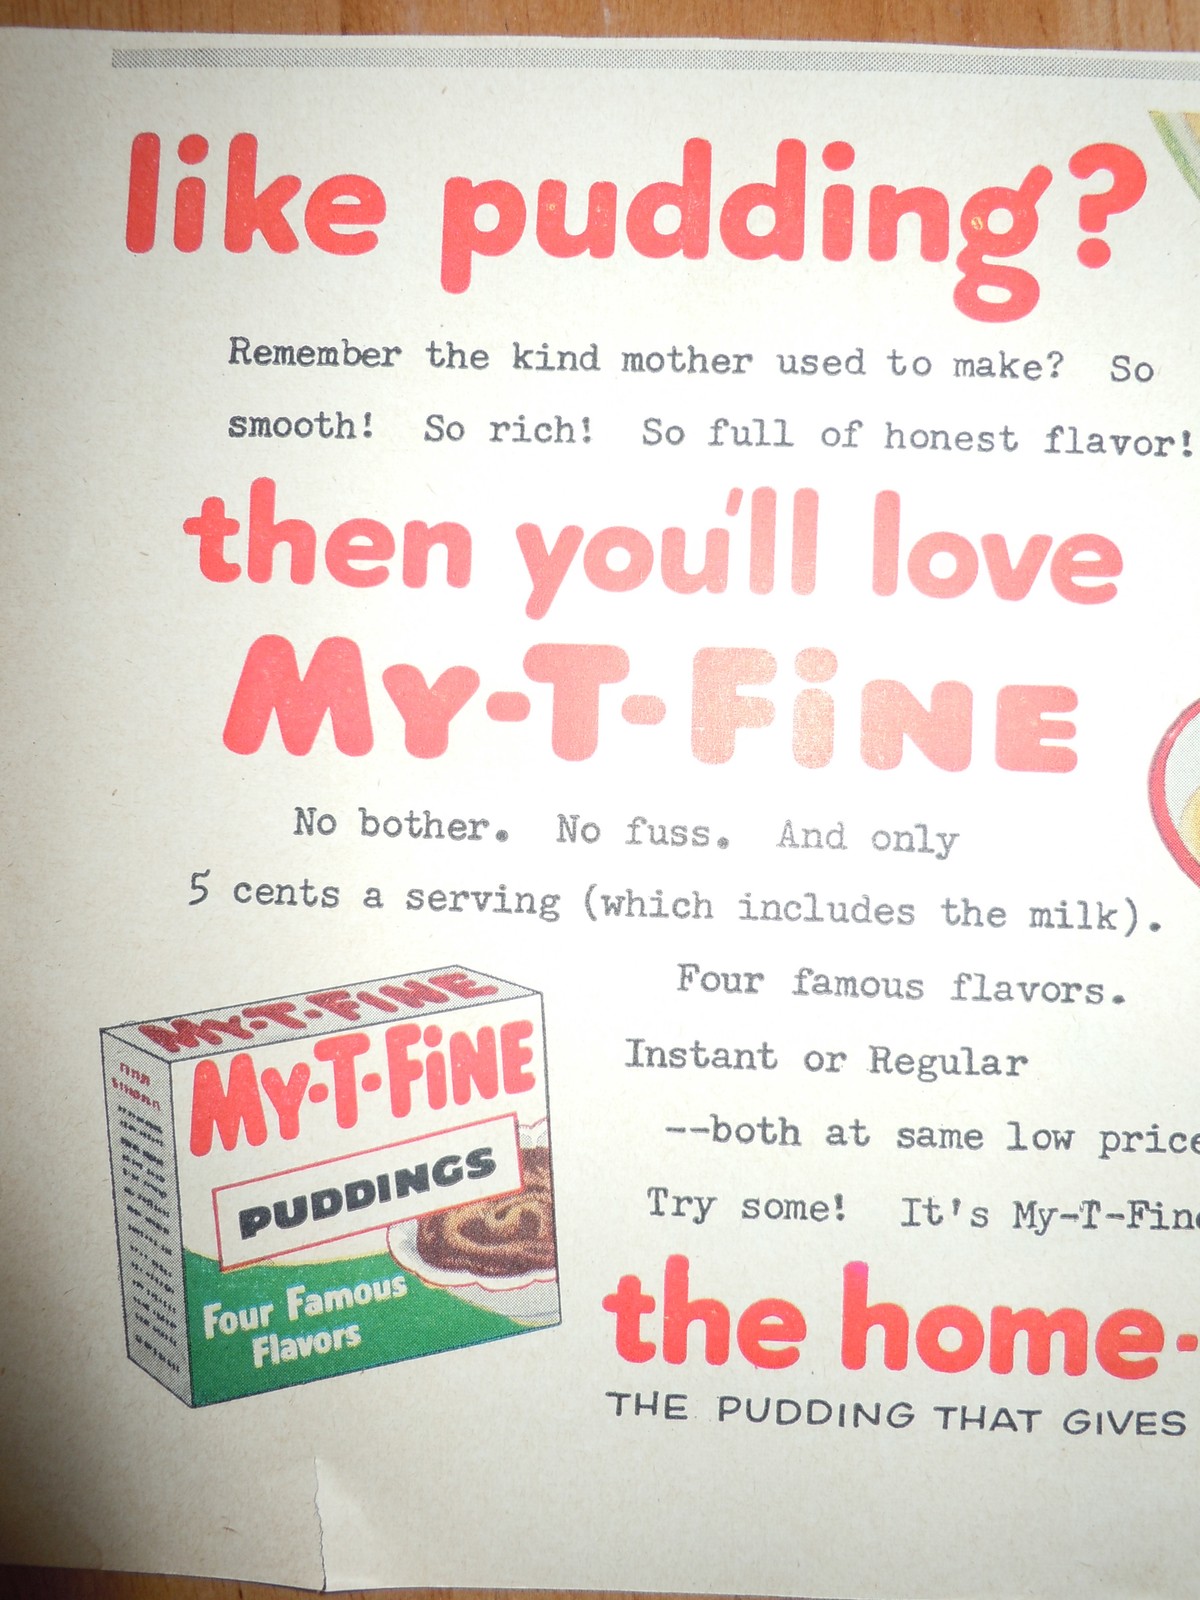 like pudding?
Remember the kind mother used to make? So
smooth! So rich! So full of honest flavor!
then you'll love
My-T-Fine
No bother. No fuss. And only
5 cents a serving (which includes the milk).
Four famous flavors.
Instant or Regular
--both at same low price
Try some! It's My-T-Fine
the home-
THE PUDDING THAT GIVES
MY-T-FiNE
MY-T-FiNE
PUDDINGS
Four Famous
Flavors